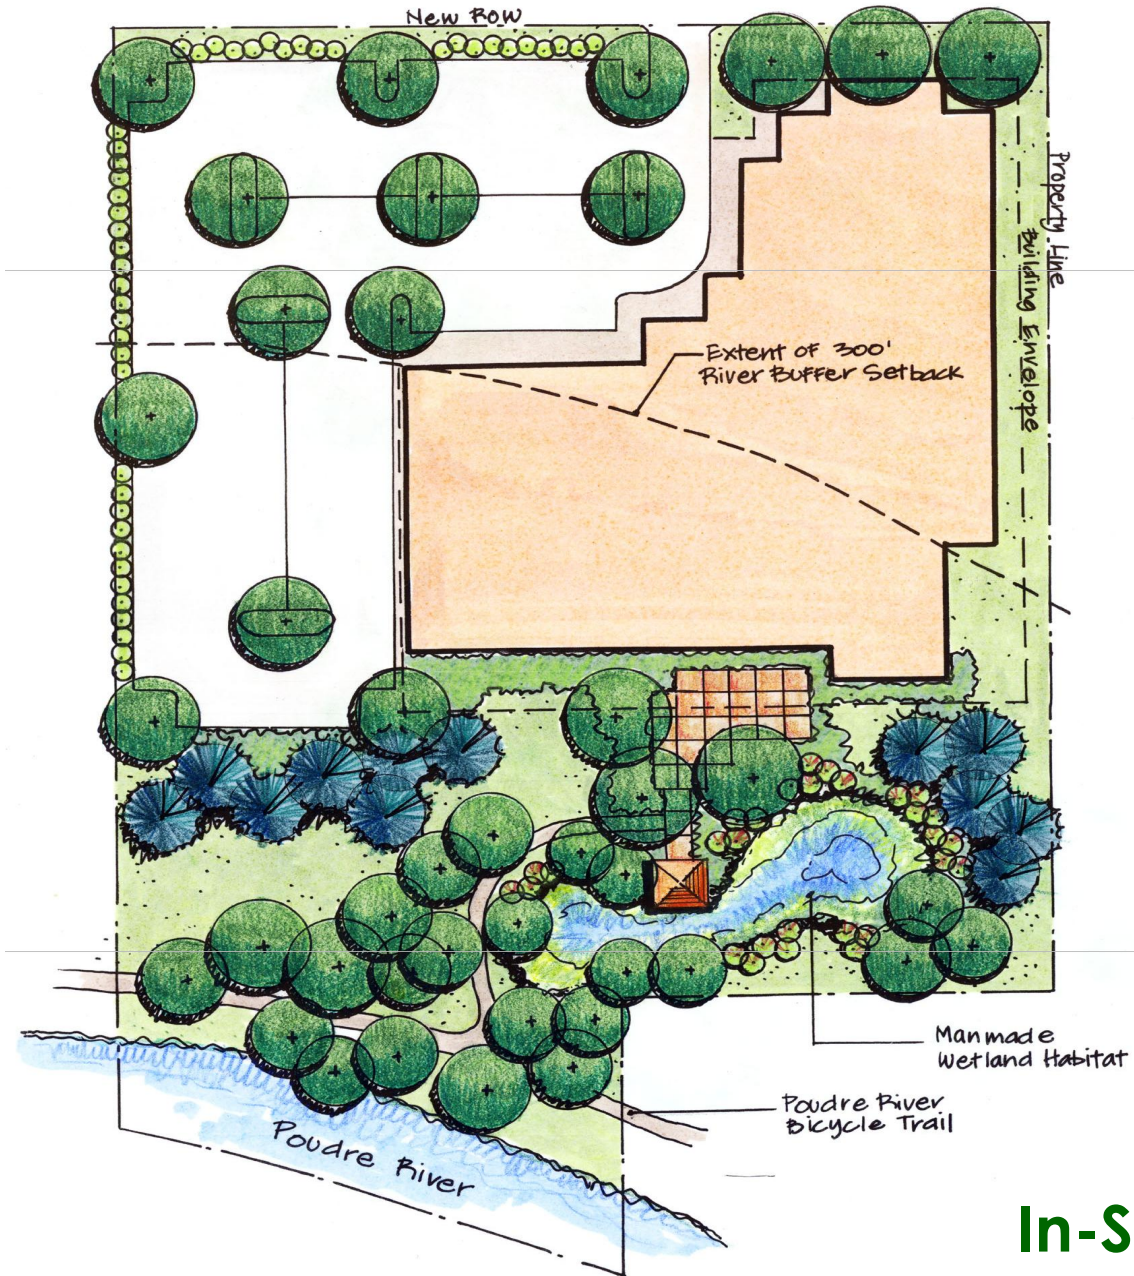 New Row
Property Line
Building Envelope
Extent of 300'
River Buffer Setback
Manmade
Wetland Habitat
Poudre River
Bicycle Trail
Poudre River
In-S